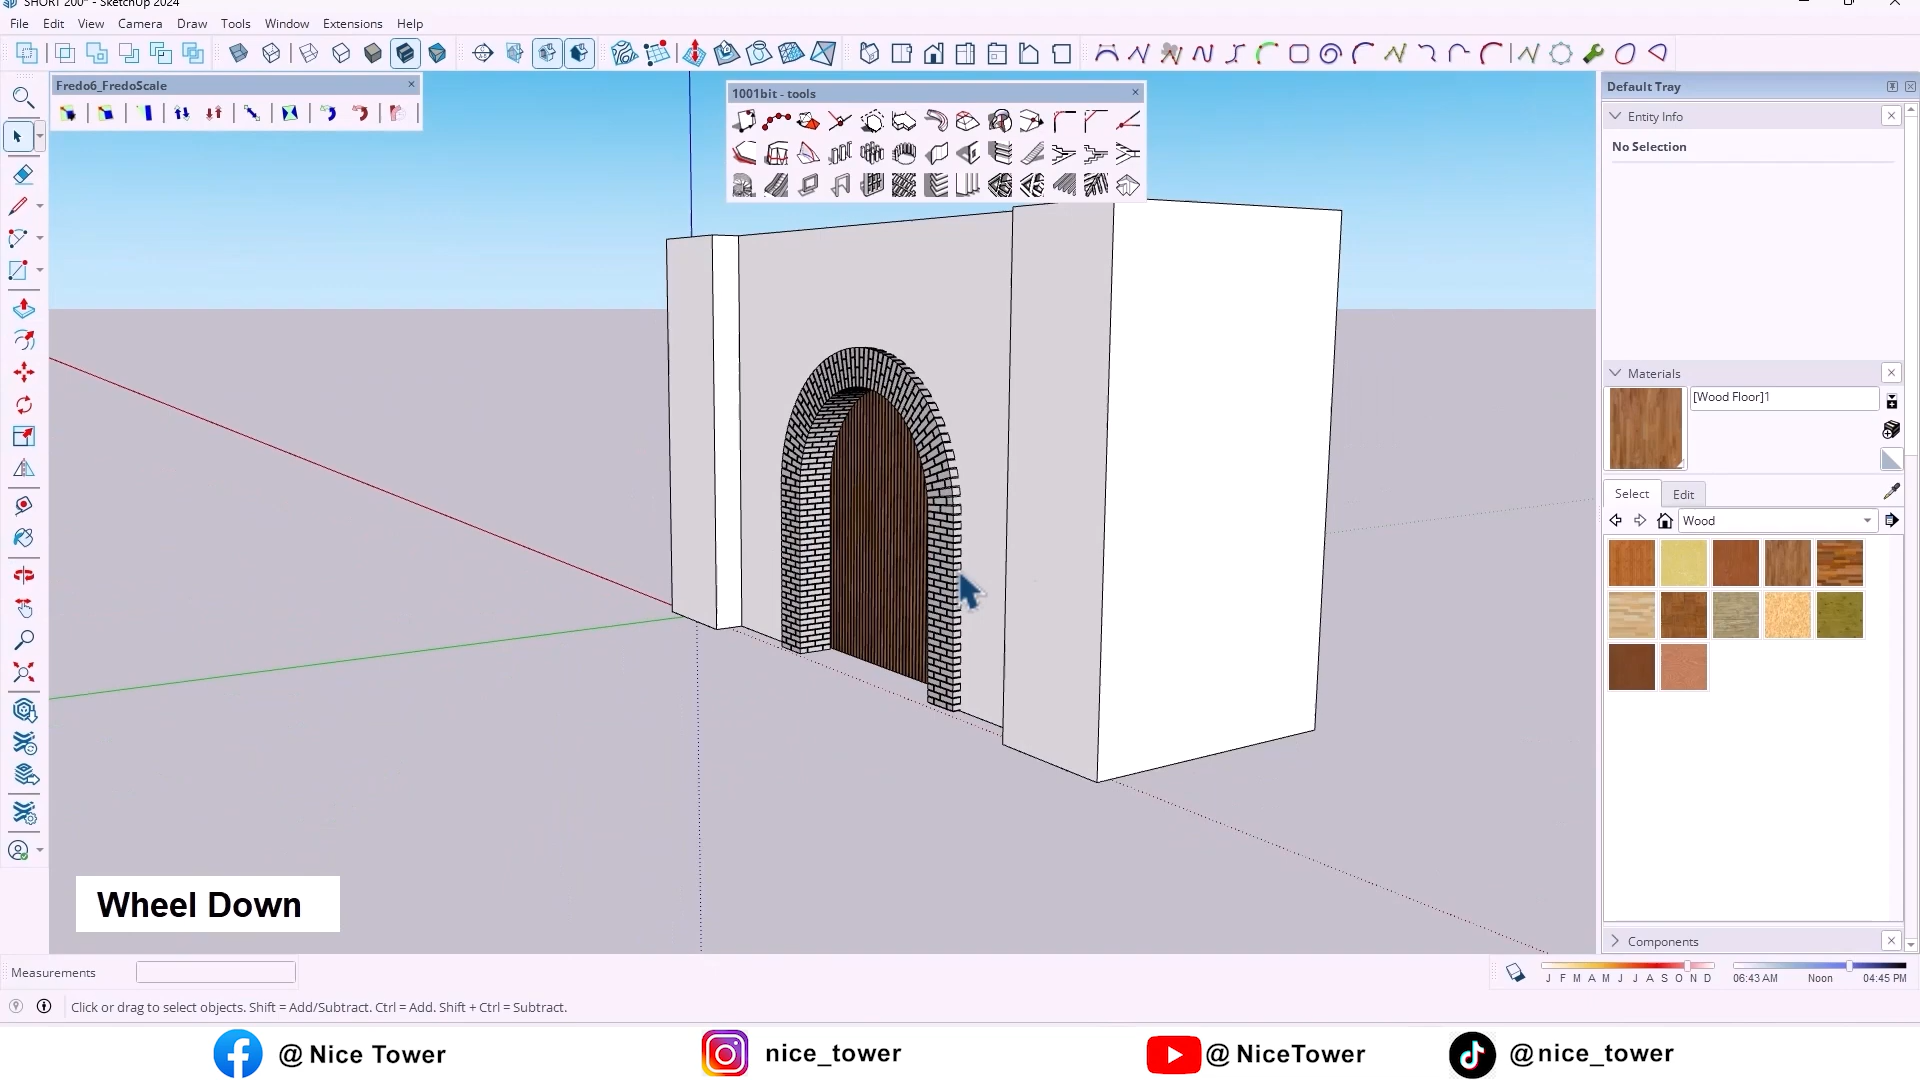 SHORT 200* - SketchUp 2024
File Edit View Camera Draw Tools Window Extensions Help
Fredo6_FredoScale
1001bit - tools
Default Tray
Entity Info
No Selection
Materials
[Wood Floor]1
Select Edit
Wood
Components
Wheel Down
Measurements
J F M A M J J A S O N D
06:43 AM Noon 04:45 PM
Click or drag to select objects. Shift = Add/Subtract. Ctrl = Add. Shift + Ctrl = Subtract.
@ Nice Tower
nice_tower
@ NiceTower
@nice_tower